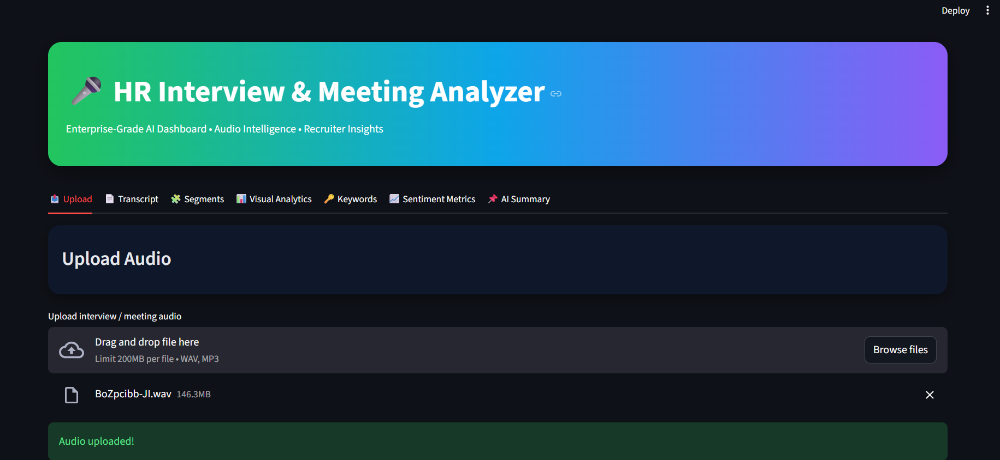 Deploy
HR Interview & Meeting Analyzer
Enterprise-Grade AI Dashboard • Audio Intelligence • Recruiter Insights
Upload Transcript Segments Visual Analytics Keywords Sentiment Metrics AI Summary
Upload Audio
Upload interview / meeting audio
Drag and drop file here
Limit 200MB per file • WAV, MP3
Browse files
BoZpcibb-JI.wav 146.3MB
Audio uploaded!